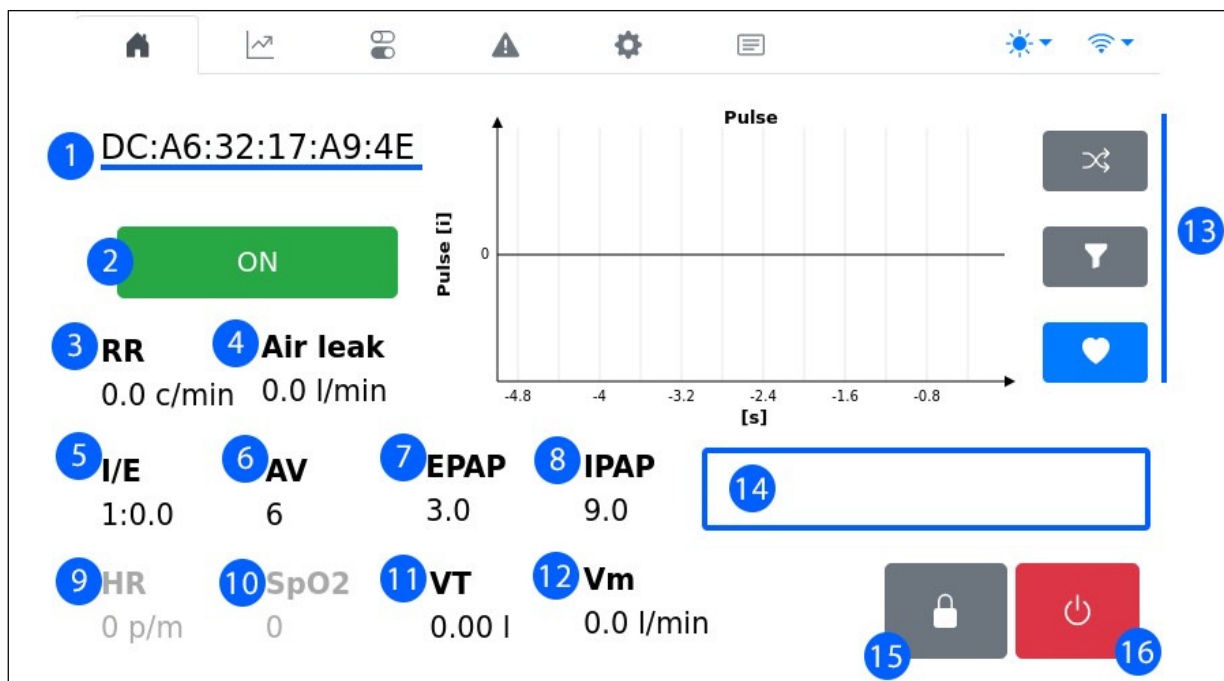 Pulse
1 DC:A6:32:17:A9:4E
2 ON
Pulse [i]
0
-4.8 -4 -3.2 -2.4 -1.6 -0.8
[s]
13
3 RR 4 Air leak
0.0 c/min 0.0 l/min
5 I/E 6 AV 7 EPAP 8 IPAP
1:0.0 6 3.0 9.0
14
9 HR 10 SpO2 11 VT 12 Vm
0 p/m 0 0.00 l 0.0 l/min
15 16